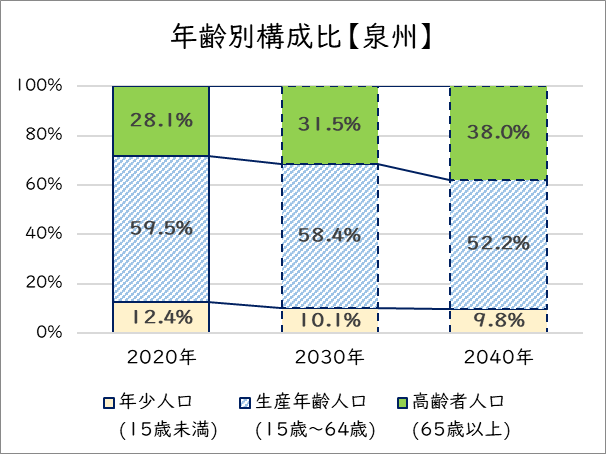 年齢別構成比【泉州】
100%
80%
60%
40%
20%
0%
28.1%
31.5%
38.0%
59.5%
58.4%
52.2%
12.4%
10.1%
9.8%
2020年
2030年
2040年
年少人口
(15歳未満)
生産年齢人口
(15歳～64歳)
高齢者人口
(65歳以上)